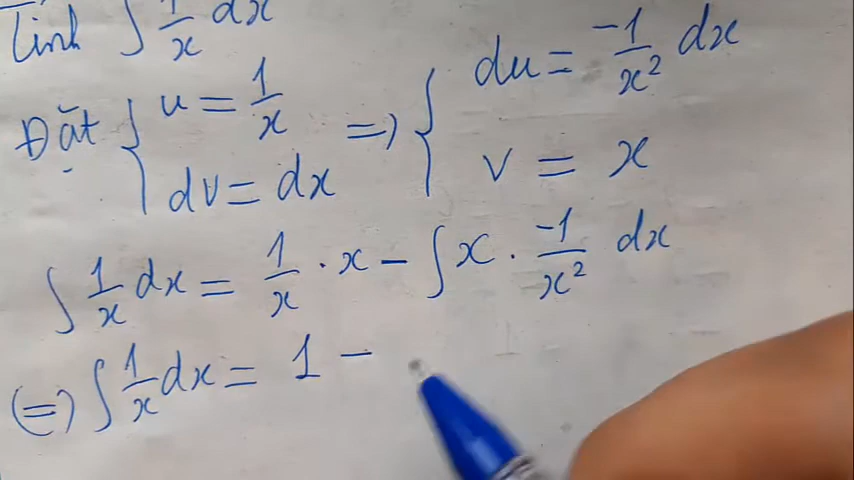 Tính ∫ 1/x dx
Đặt { u = 1/x => { du = -1/x² dx
dv = dx v = x
∫ 1/x dx = 1/x · x - ∫ x · -1/x² dx
(=) ∫ 1/x dx = 1 -